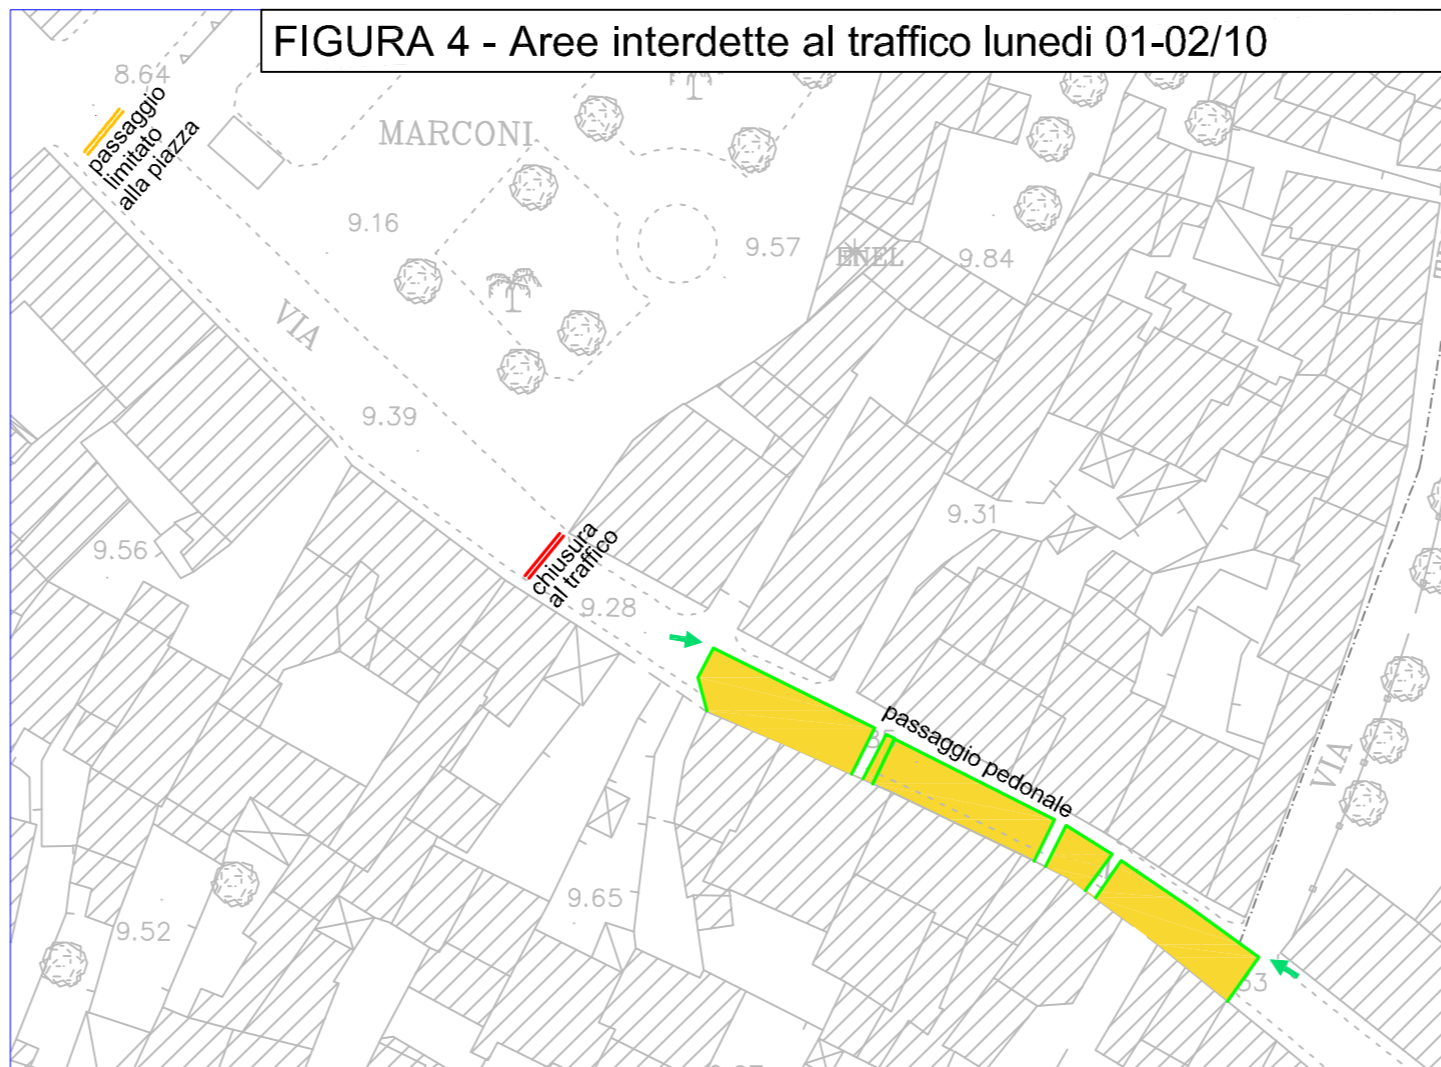 FIGURA 4 - Aree interdette al traffico lunedi 01-02/10
8.64
passaggio
limitato
alla piazza
MARCONI
9.16
9.57
ENEL
9.84
VIA
9.39
9.31
9.56
chiusura
al traffico
9.28
passaggio pedonale
VIA
9.65
9.52